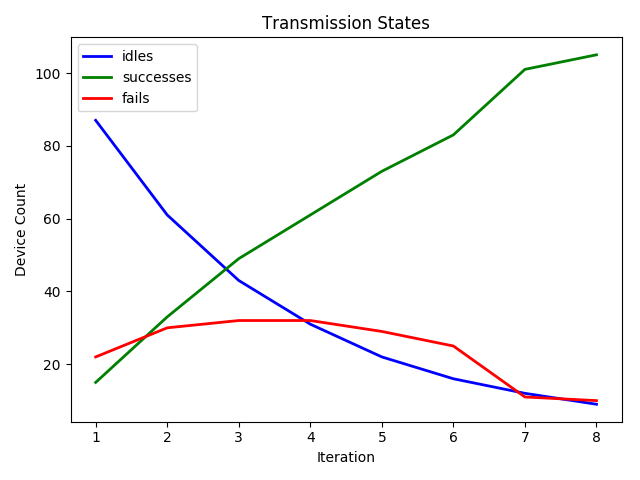 Transmission States
idles
successes
fails
100
80
60
40
20
Device Count
1 2 3 4 5 6 7 8
Iteration